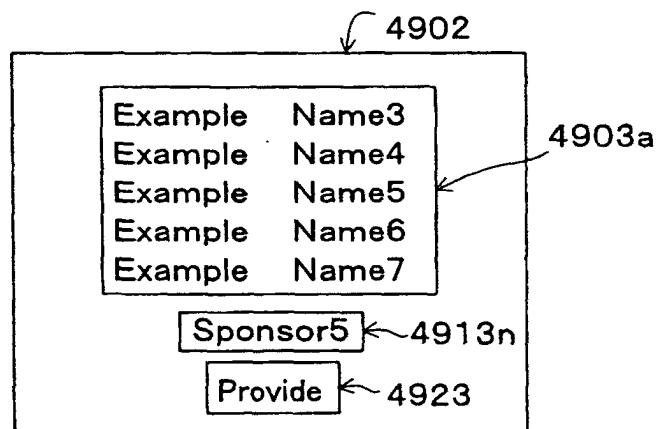 4902
Example Name3
Example Name4
4903a
Example Name5
Example Name6
Example Name7
Sponsor5
4913n
Provide
4923